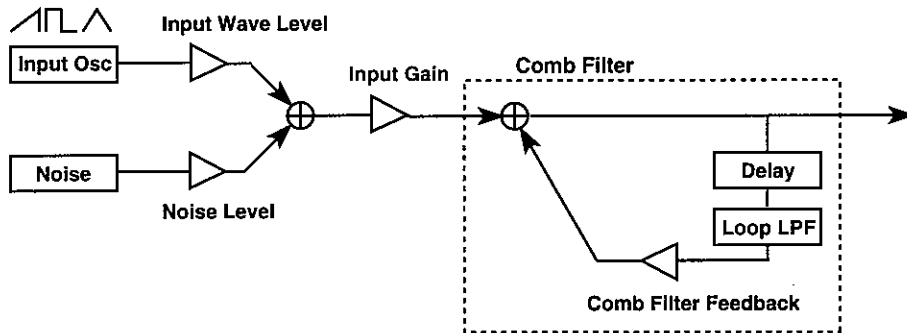 Input Wave Level
Input Osc
Input Gain
Comb Filter
Noise
Noise Level
Delay
Loop LPF
Comb Filter Feedback